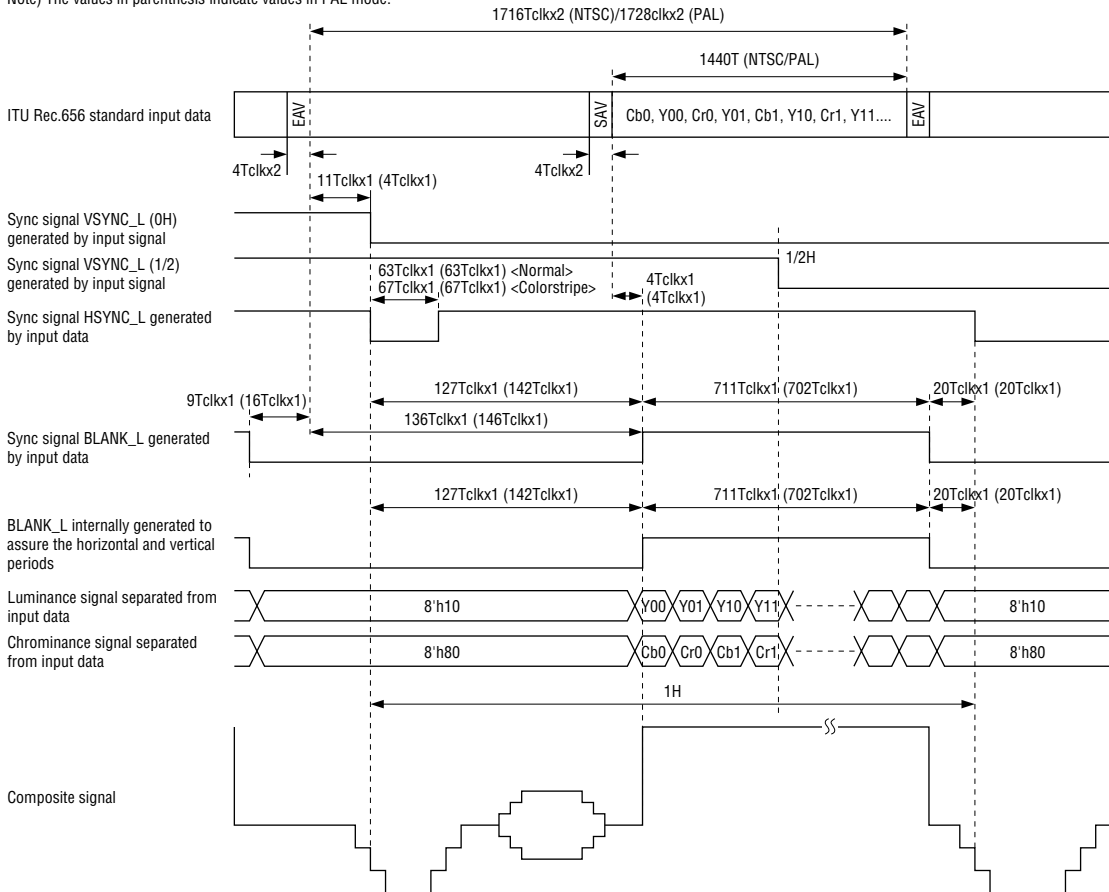 Note) The values in parenthesis indicate values in PAL mode.
1716Tclkx2 (NTSC)/1728clkx2 (PAL)
1440T (NTSC/PAL)
ITU Rec.656 standard input data
EAV
SAV
Cb0, Y00, Cr0, Y01, Cb1, Y10, Cr1, Y11....
EAV
4Tclkx2
4Tclkx2
11Tclkx1 (4Tclkx1)
Sync signal VSYNC_L (0H)
generated by input signal
Sync signal VSYNC_L (1/2)
generated by input signal
1/2H
63Tclkx1 (63Tclkx1) <Normal>
67Tclkx1 (67Tclkx1) <Colorstripe>
4Tclkx1
(4Tclkx1)
Sync signal HSYNC_L generated
by input data
127Tclkx1 (142Tclkx1)
711Tclkx1 (702Tclkx1)
20Tclkx1 (20Tclkx1)
9Tclkx1 (16Tclkx1)
136Tclkx1 (146Tclkx1)
Sync signal BLANK_L generated
by input data
127Tclkx1 (142Tclkx1)
711Tclkx1 (702Tclkx1)
20Tclkx1 (20Tclkx1)
BLANK_L internally generated to
assure the horizontal and vertical
periods
Luminance signal separated from
input data
8'h10
Y00 Y01 Y10 Y11
8'h10
Chrominance signal separated
from input data
8'h80
Cb0 Cr0 Cb1 Cr1
8'h80
1H
Composite signal